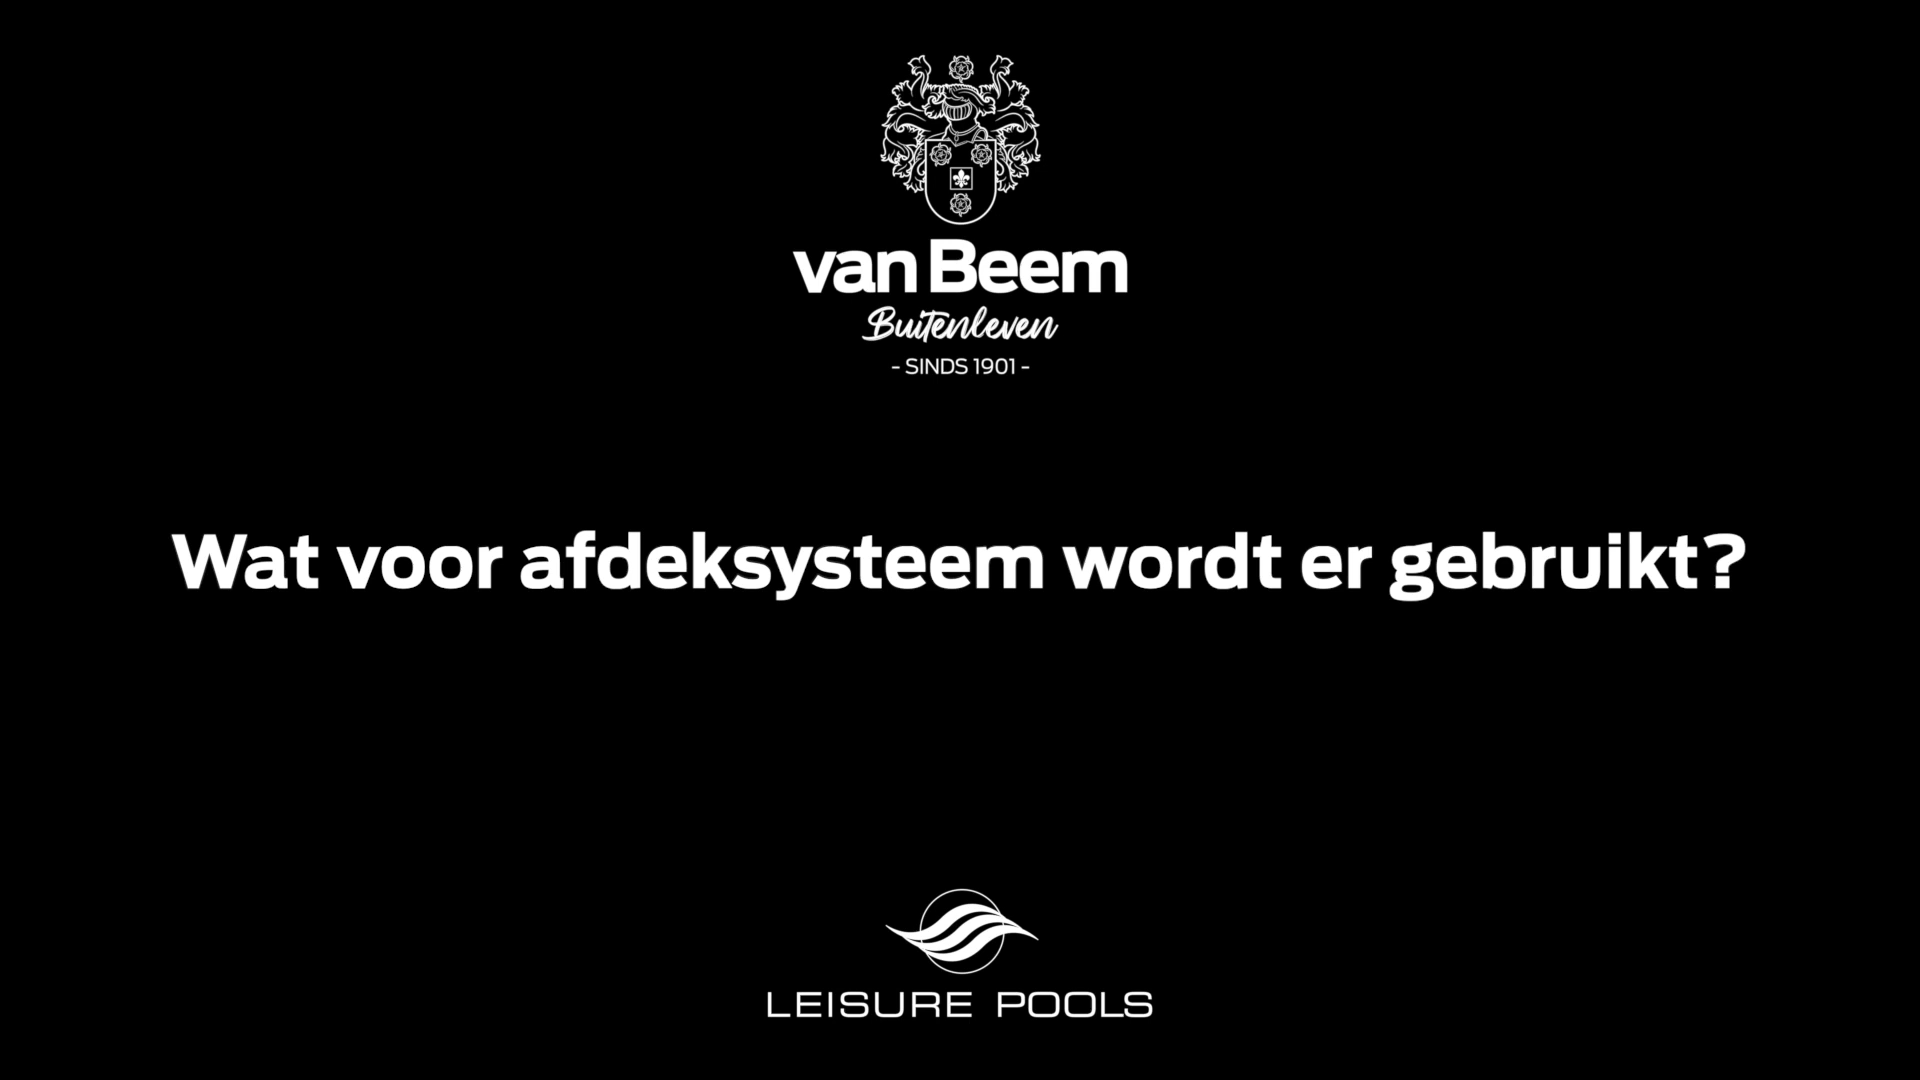 van Beem
Buitenleven
- SINDS 1901 -
Wat voor afdeksysteem wordt er gebruikt?
LEISURE POOLS